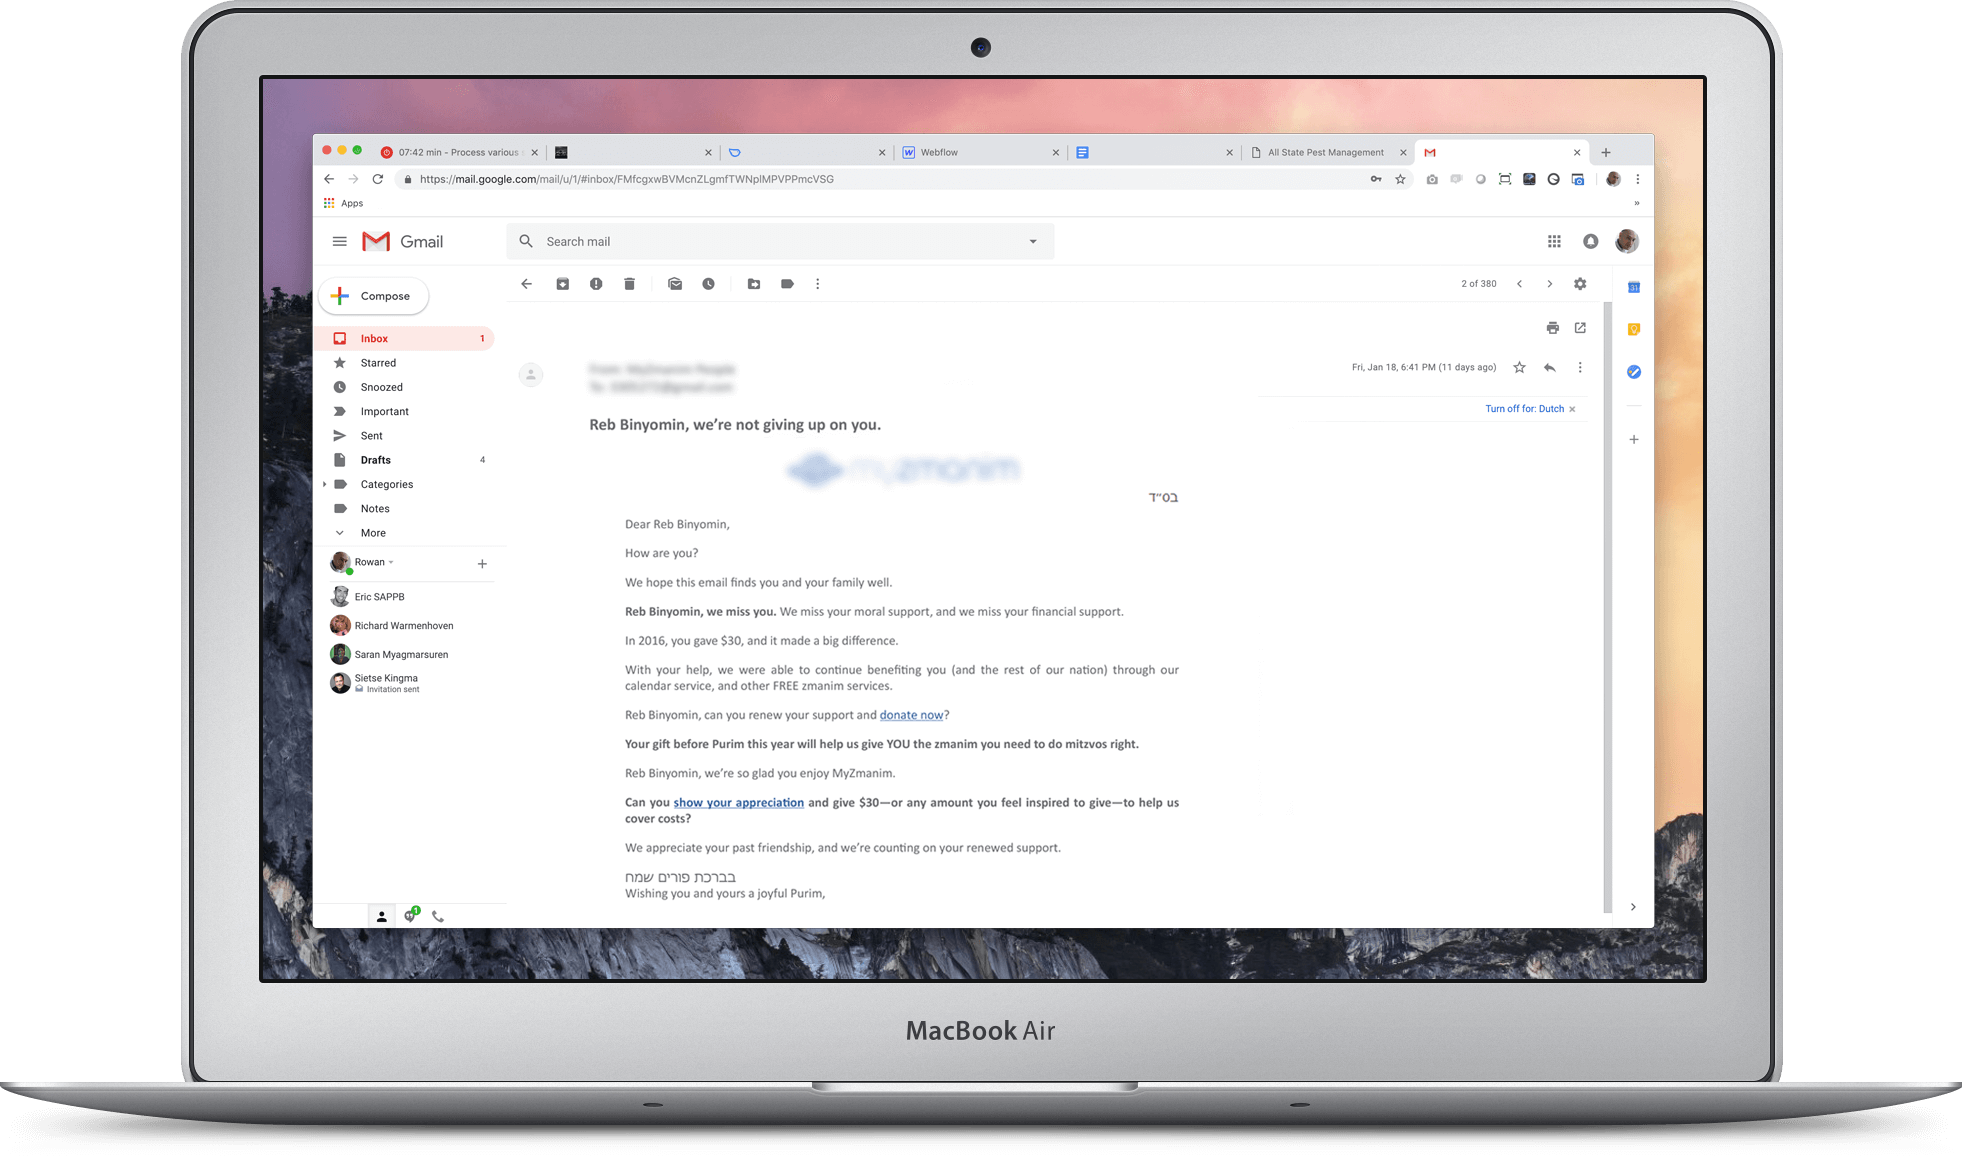 07:42 min - Process various
Webflow
All State Pest Management
https://mail.google.com/mail/u/1/#inbox/FMfcgxwBVMcnZLgmfTWNplMPVPPmcVSG
Apps
Gmail
Search mail
Compose
2 of 380
31
Inbox 1
Starred
Snoozed
Important
Sent
Drafts 4
Categories
Notes
More
Rowan
Eric SAPPB
Richard Warmenhoven
Saran Myagmarsuren
Sietse Kingma
Invitation sent
1
Fri, Jan 18, 6:41 PM (11 days ago)
Turn off for: Dutch
From: MyZmanim People
Reb Binyomin, we’re not giving up on you.
myzmanim
בס״ד
Dear Reb Binyomin,
How are you?
We hope this email finds you and your family well.
Reb Binyomin, we miss you. We miss your moral support, and we miss your financial support.
In 2016, you gave $30, and it made a big difference.
With your help, we were able to continue benefiting you (and the rest of our nation) through our
calendar service, and other FREE zmanim services.
Reb Binyomin, can you renew your support and donate now?
Your gift before Purim this year will help us give YOU the zmanim you need to do mitzvos right.
Reb Binyomin, we’re so glad you enjoy MyZmanim.
Can you show your appreciation and give $30—or any amount you feel inspired to give—to help us
cover costs?
We appreciate your past friendship, and we’re counting on your renewed support.
בברכת פורים שמח
Wishing you and yours a joyful Purim,
MacBook Air